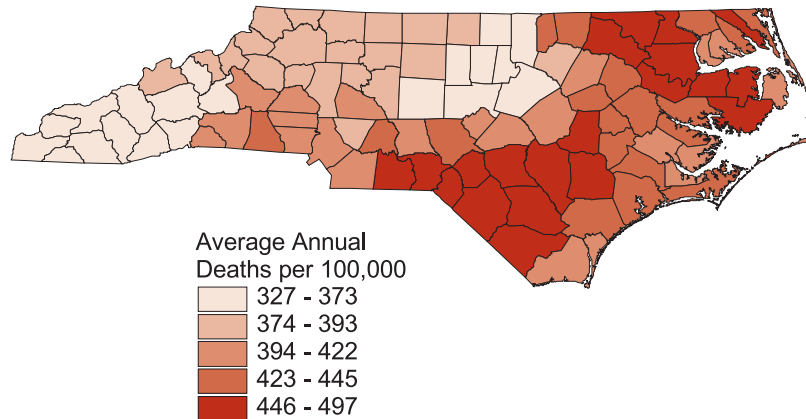 Average Annual
Deaths per 100,000
327 - 373
374 - 393
394 - 422
423 - 445
446 - 497